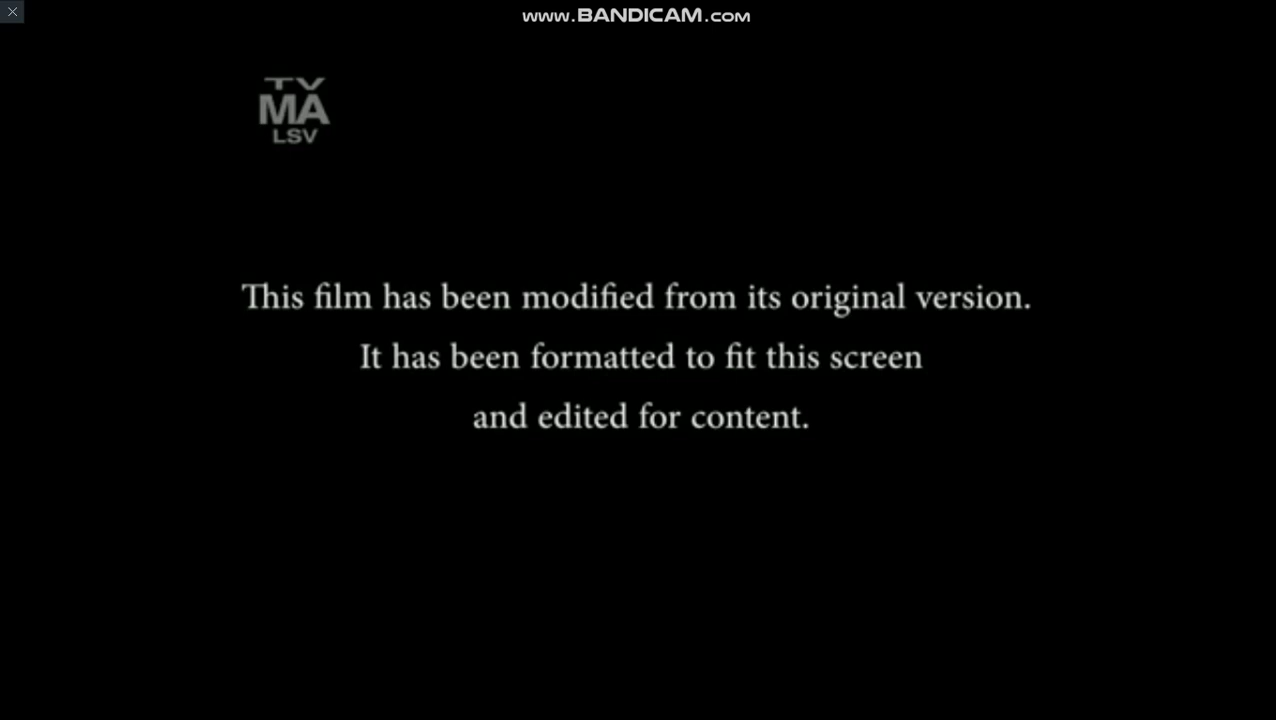 www.BANDICAM.COM
TV
MA
LSV
This film has been modified from its original version.
It has been formatted to fit this screen
and edited for content.